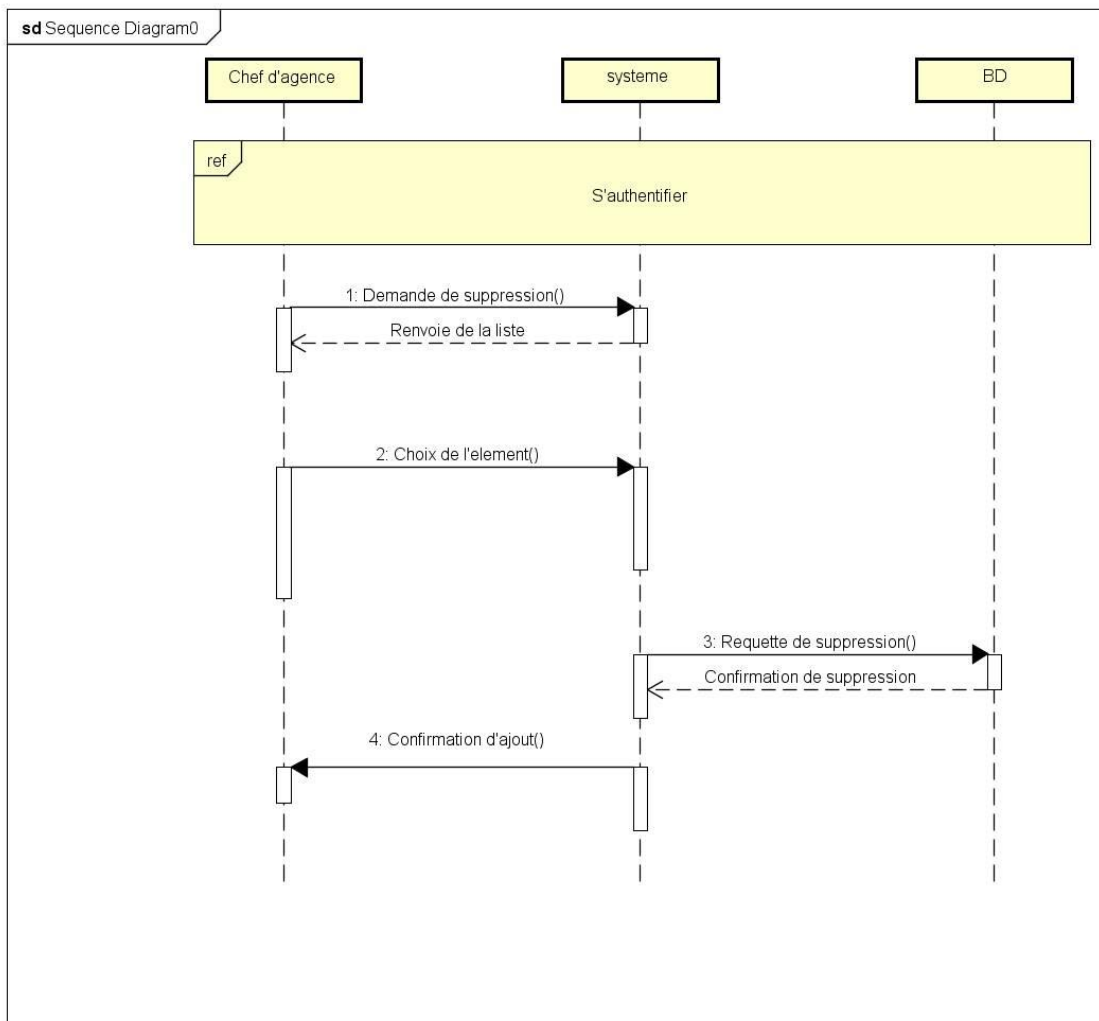 sd Sequence Diagram0
Chef d'agence
systeme
BD
ref
S'authentifier
1: Demande de suppression()
Renvoie de la liste
2: Choix de l'element()
3: Requette de suppression()
Confirmation de suppression
4: Confirmation d'ajout()